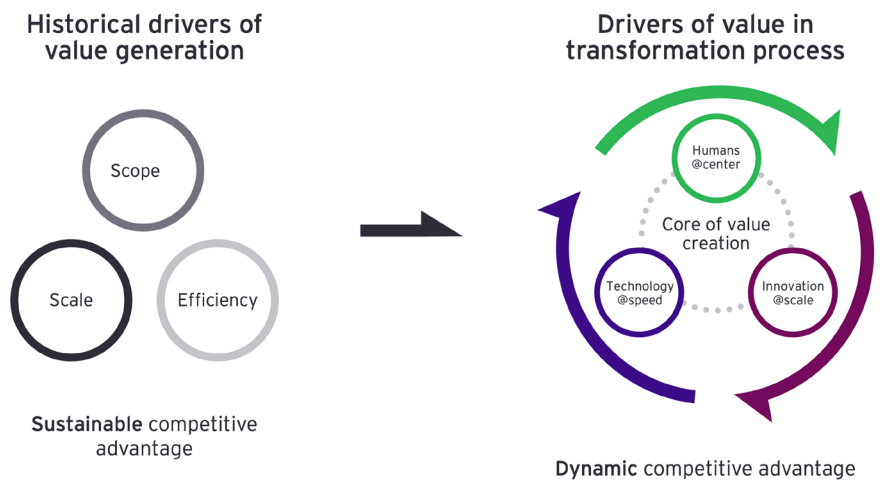 Historical drivers of
value generation
Scope
Scale
Efficiency
Sustainable competitive
advantage
Drivers of value in
transformation process
Humans
@center
Core of value
creation
Technology
@speed
Innovation
@scale
Dynamic competitive advantage